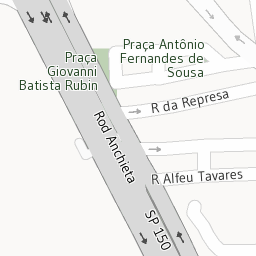 Praça
Giovanni
Batista Rubin
Praça Antônio
Fernandes de
Sousa
R da Represa
Rod Anchieta
R Alfeu Tavares
SP 150